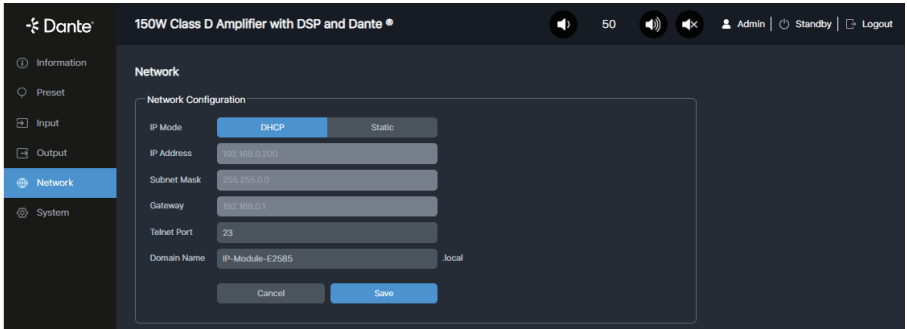 Dante®
150W Class D Amplifier with DSP and Dante ®
50
Admin
Standby
Logout
Information
Preset
Input
Output
Network
System
Network
Network Configuration
IP Mode
DHCP
Static
IP Address
192.168.0.200
Subnet Mask
255.255.0.0
Gateway
192.168.0.1
Telnet Port
23
Domain Name
IP-Module-E2585
.local
Cancel
Save